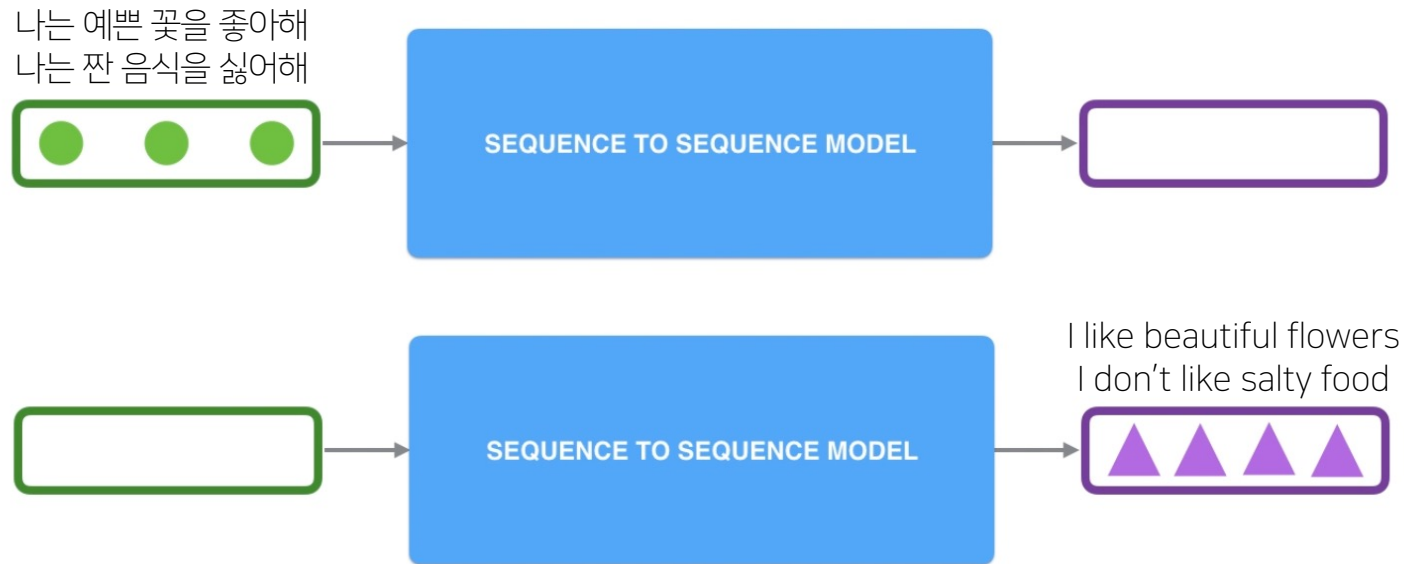 나는 예쁜 꽃을 좋아해
나는 짠 음식을 싫어해
SEQUENCE TO SEQUENCE MODEL
I like beautiful flowers
I don't like salty food
SEQUENCE TO SEQUENCE MODEL